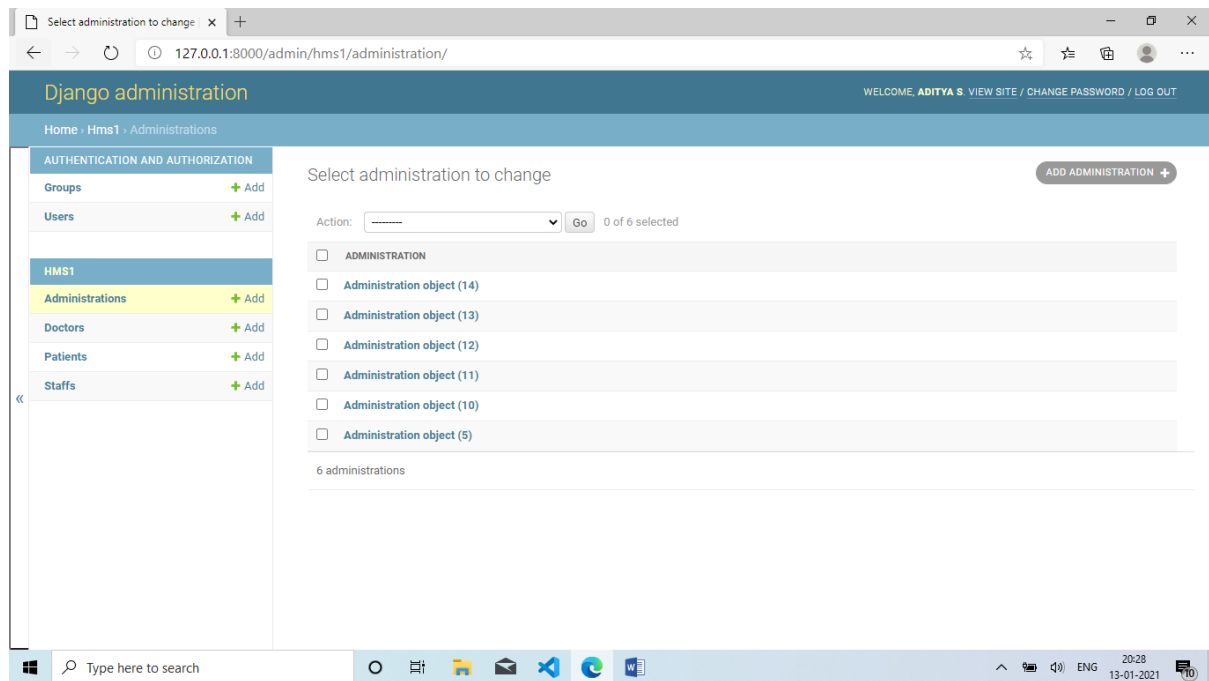 Select administration to change
127.0.0.1:8000/admin/hms1/administration/
Django administration
WELCOME, ADITYA S. VIEW SITE / CHANGE PASSWORD / LOG OUT
Home › Hms1 › Administrations
AUTHENTICATION AND AUTHORIZATION
Groups + Add
Users + Add
HMS1
Administrations + Add
Doctors + Add
Patients + Add
Staffs + Add
«
Select administration to change
ADD ADMINISTRATION +
Action: --------- Go 0 of 6 selected
ADMINISTRATION
Administration object (14)
Administration object (13)
Administration object (12)
Administration object (11)
Administration object (10)
Administration object (5)
6 administrations
Type here to search
ENG
20:28
13-01-2021
10